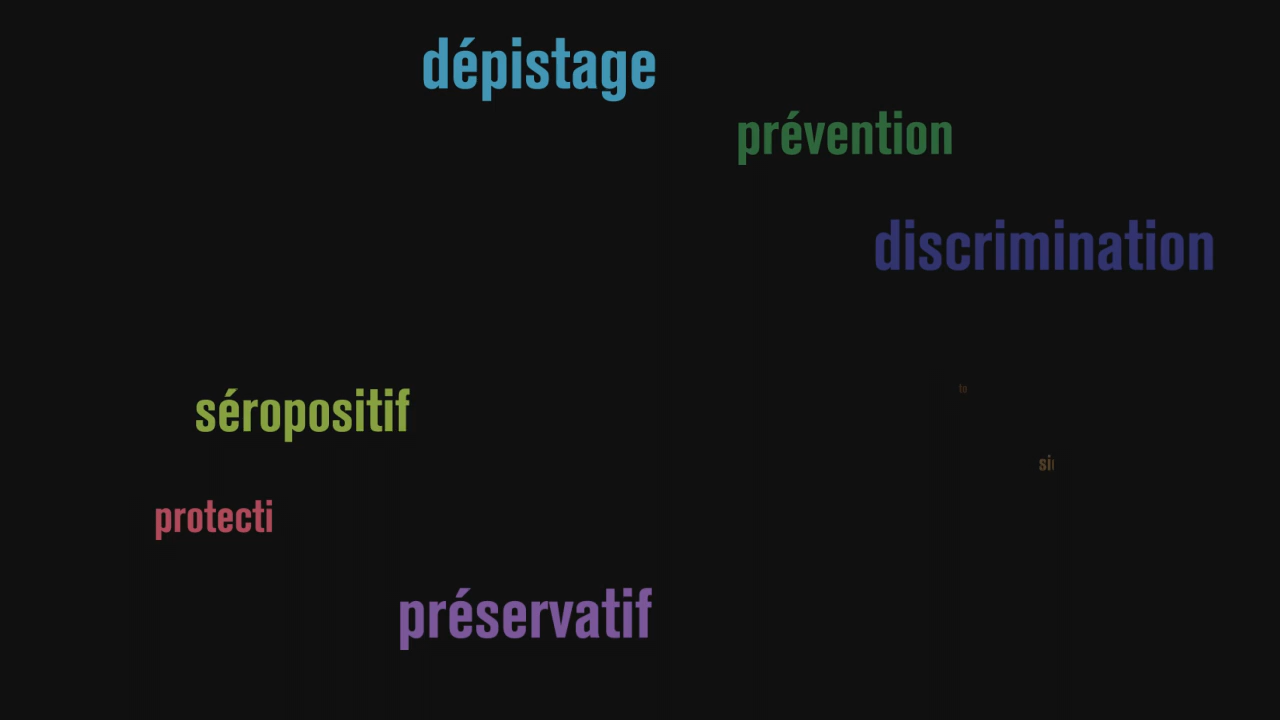 dépistage
prévention
discrimination
séropositif
protecti
préservatif